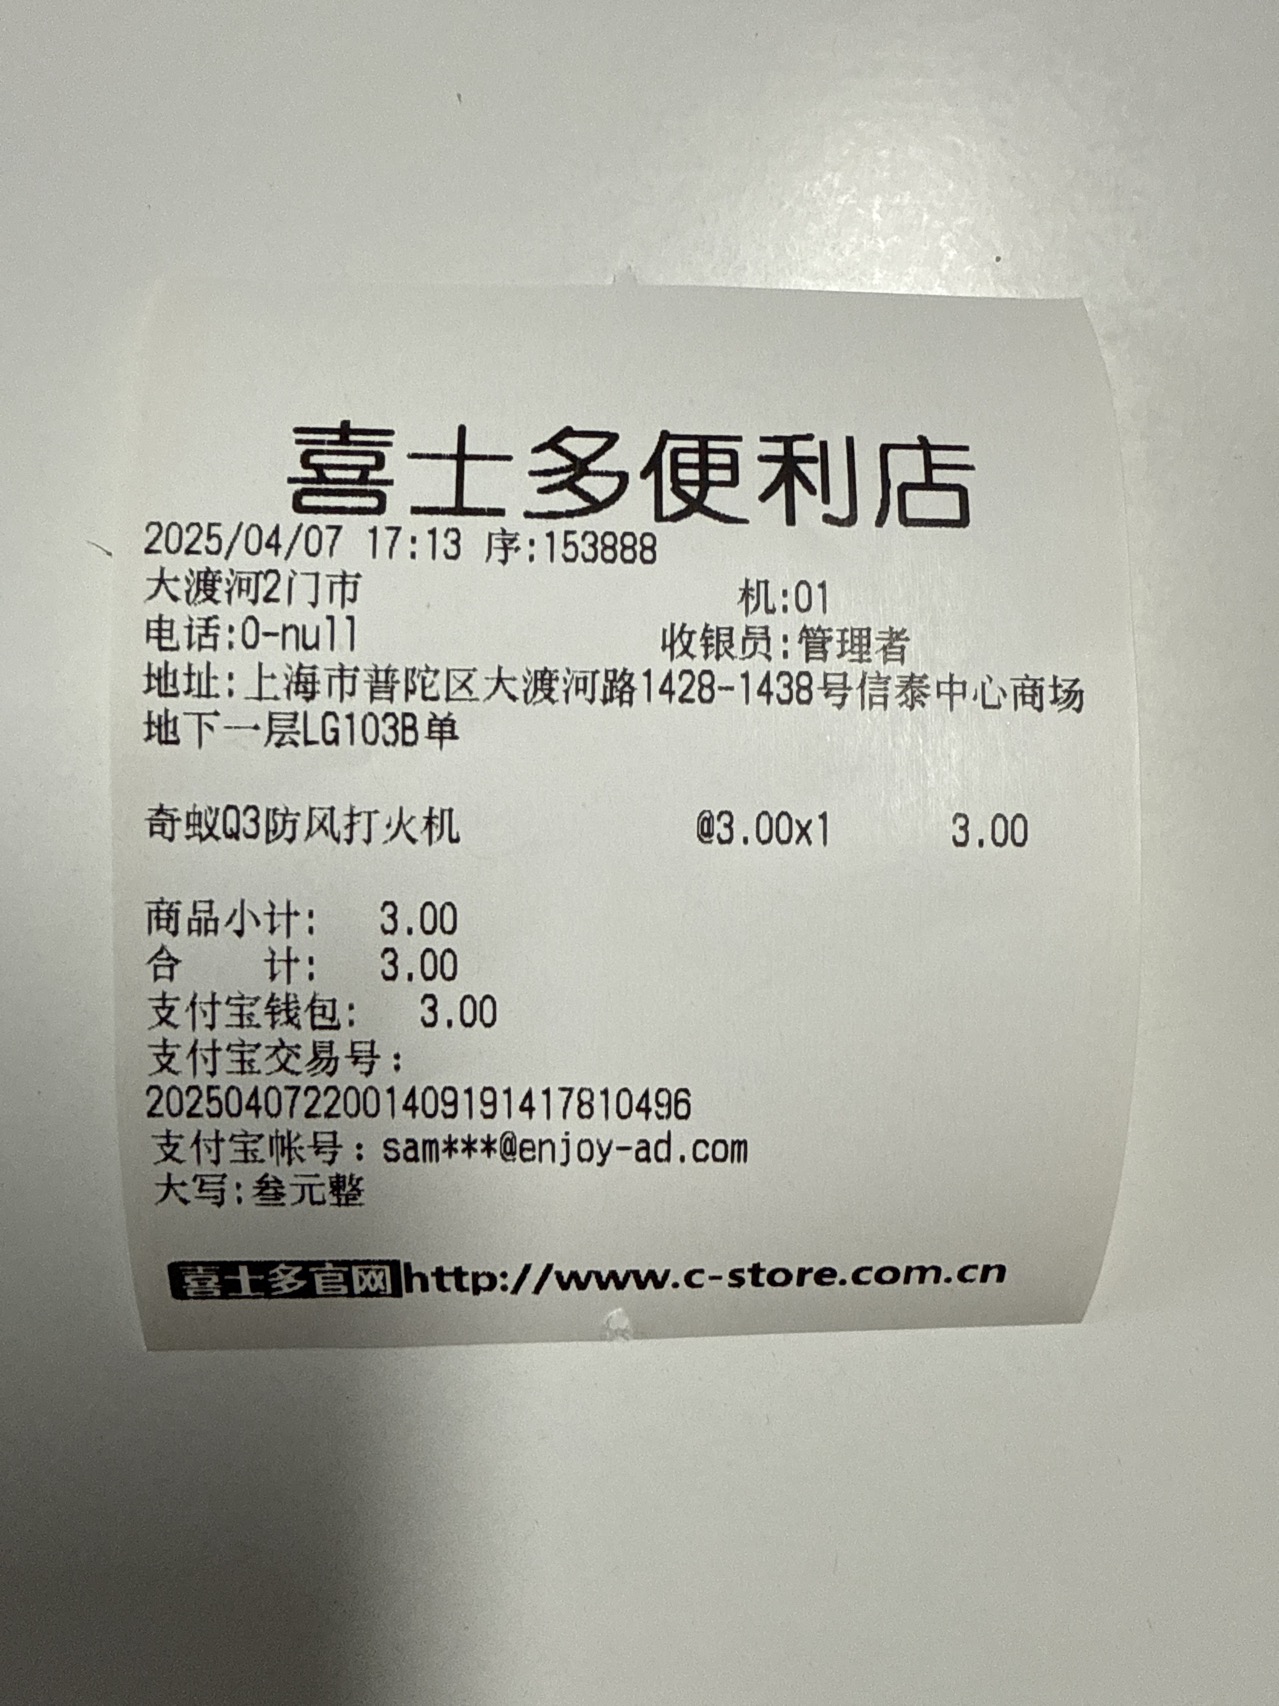 喜士多便利店
2025/04/07 17:13 序:153888
大渡河2门市 机:01
电话:0-null 收银员:管理者
地址:上海市普陀区大渡河路1428-1438号信泰中心商场
地下一层LG103B单
奇蚁Q3防风打火机 @3.00x1 3.00
商品小计: 3.00
合 计: 3.00
支付宝钱包: 3.00
支付宝交易号:
2025040722001409191417810496
支付宝帐号:sam***@enjoy-ad.com
大写:叁元整
喜士多官网http://www.c-store.com.cn